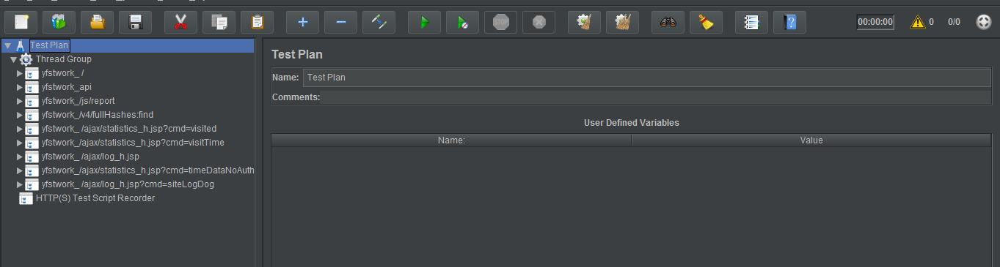 STOP
00:00:00
0
0/0
Test Plan
Thread Group
yfstwork_ /
yfstwork_api
yfstwork_/js/report
yfstwork_/v4/fullHashes:find
yfstwork_ /ajax/statistics_h.jsp?cmd=visited
yfstwork_/ajax/statistics_h.jsp?cmd=visitTime
yfstwork_ /ajax/log_h.jsp
yfstwork_/ajax/statistics_h.jsp?cmd=timeDataNoAuth
yfstwork_ /ajax/log_h.jsp?cmd=siteLogDog
HTTP(S) Test Script Recorder
Test Plan
Name: Test Plan
Comments:
User Defined Variables
Name: Value